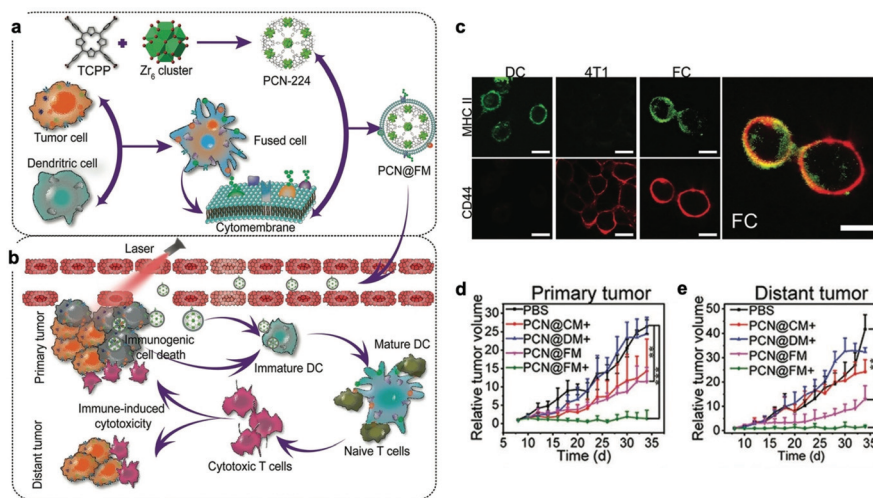 a
TCPP
+
Zr6 cluster
PCN-224
Tumor cell
Dendritric cell
Fused cell
Cytomembrane
PCN@FM
b
Laser
Primary tumor
Immunogenic
cell death
Immature DC
Mature DC
Immune-induced
cytotoxicity
Distant tumor
Cytotoxic T cells
Naive T cells
c
DC
4T1
FC
MHC II
CD44
FC
d
Primary tumor
Relative tumor volume
30
25
20
15
10
5
0
PBS
PCN@CM+
PCN@DM+
PCN@FM
PCN@FM+
**
***
5 10 15 20 25 30 35
Time (d)
e
Distant tumor
Relative tumor volume
50
40
30
20
10
0
PBS
PCN@CM+
PCN@DM+
PCN@FM
PCN@FM+
10 15 20 25 30 35
Time (d)